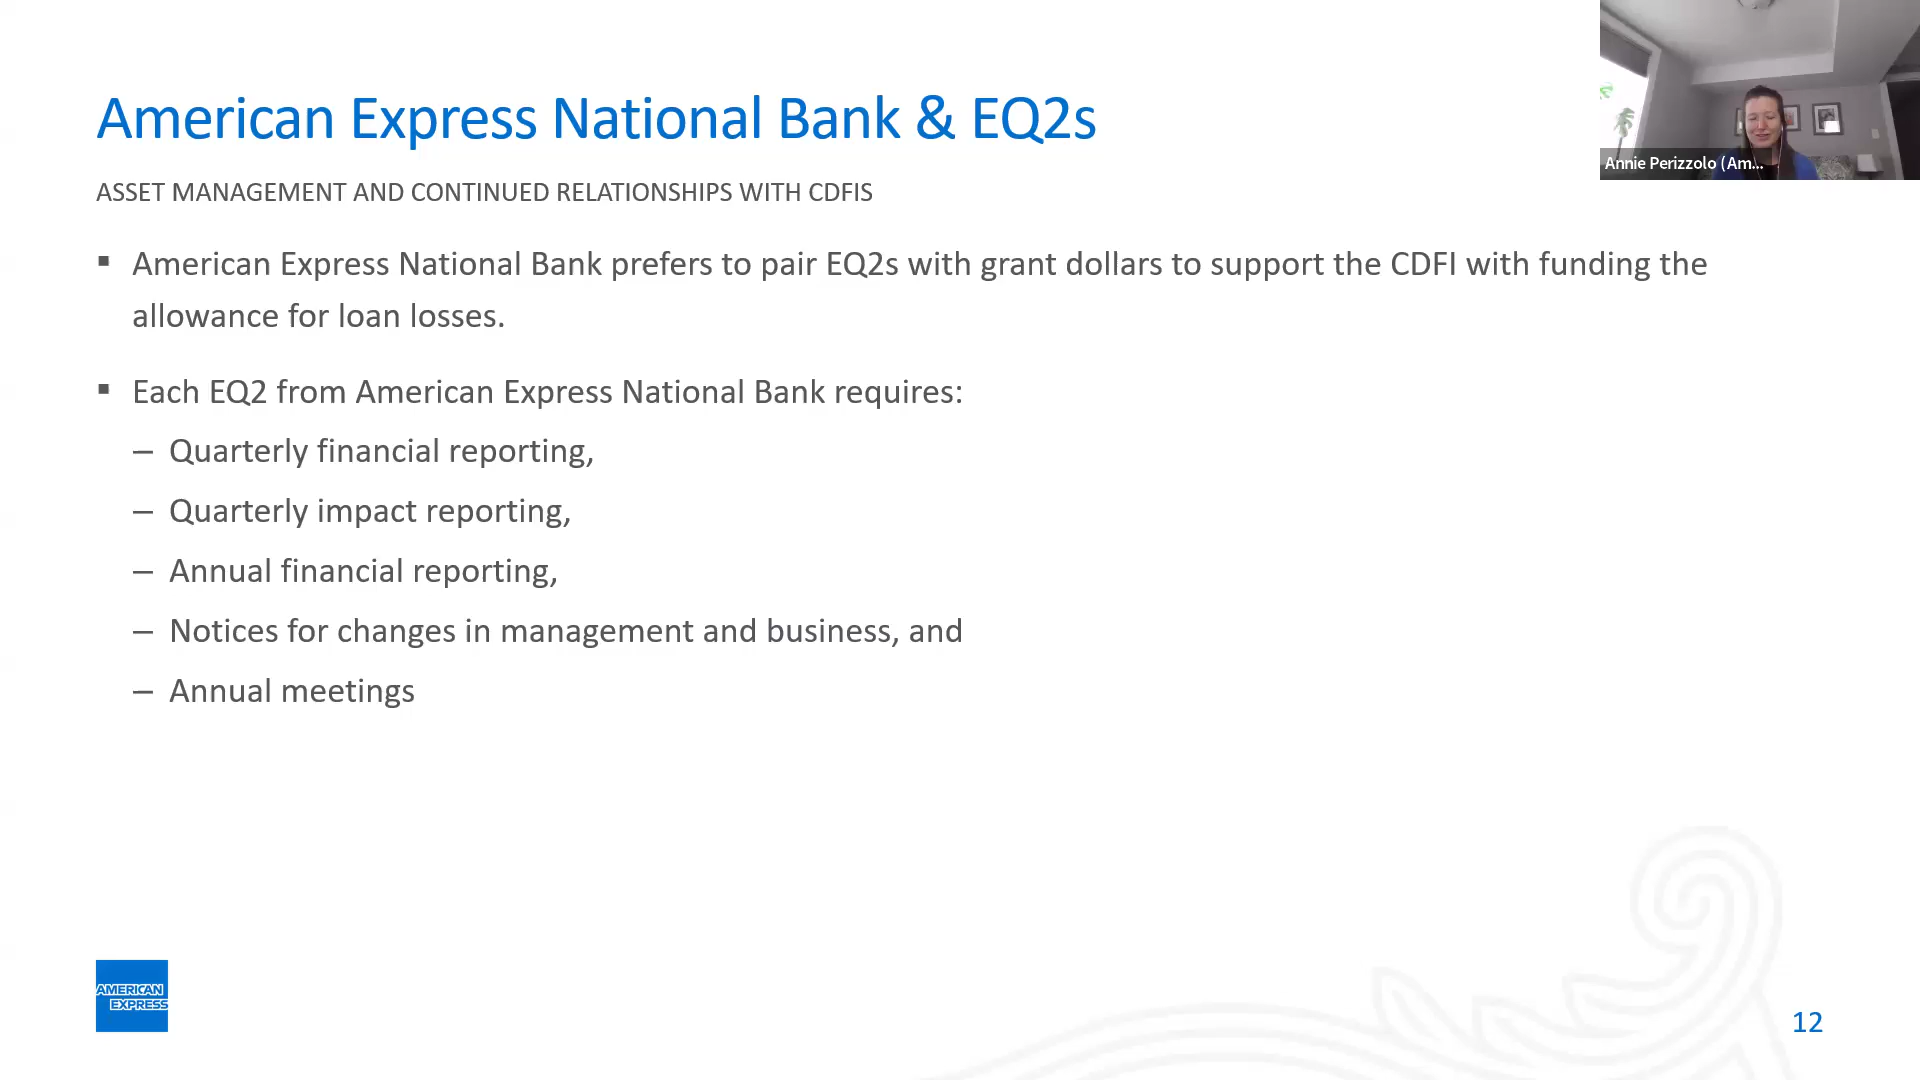 American Express National Bank & EQ2s
Annie Perizzolo (Am...
ASSET MANAGEMENT AND CONTINUED RELATIONSHIPS WITH CDFIS
▪ American Express National Bank prefers to pair EQ2s with grant dollars to support the CDFI with funding the
allowance for loan losses.
▪ Each EQ2 from American Express National Bank requires:
– Quarterly financial reporting,
– Quarterly impact reporting,
– Annual financial reporting,
– Notices for changes in management and business, and
– Annual meetings
AMERICAN
EXPRESS
12